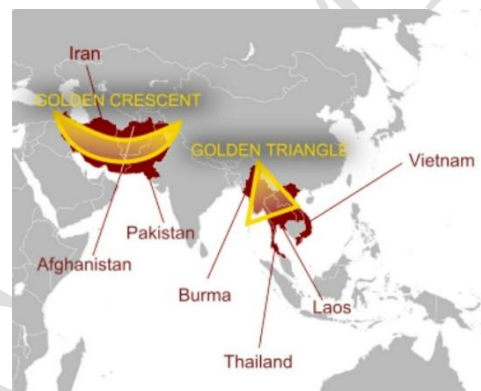 Iran
GOLDEN CRESCENT
GOLDEN TRIANGLE
Vietnam
Pakistan
Afghanistan
Burma
Laos
Thailand